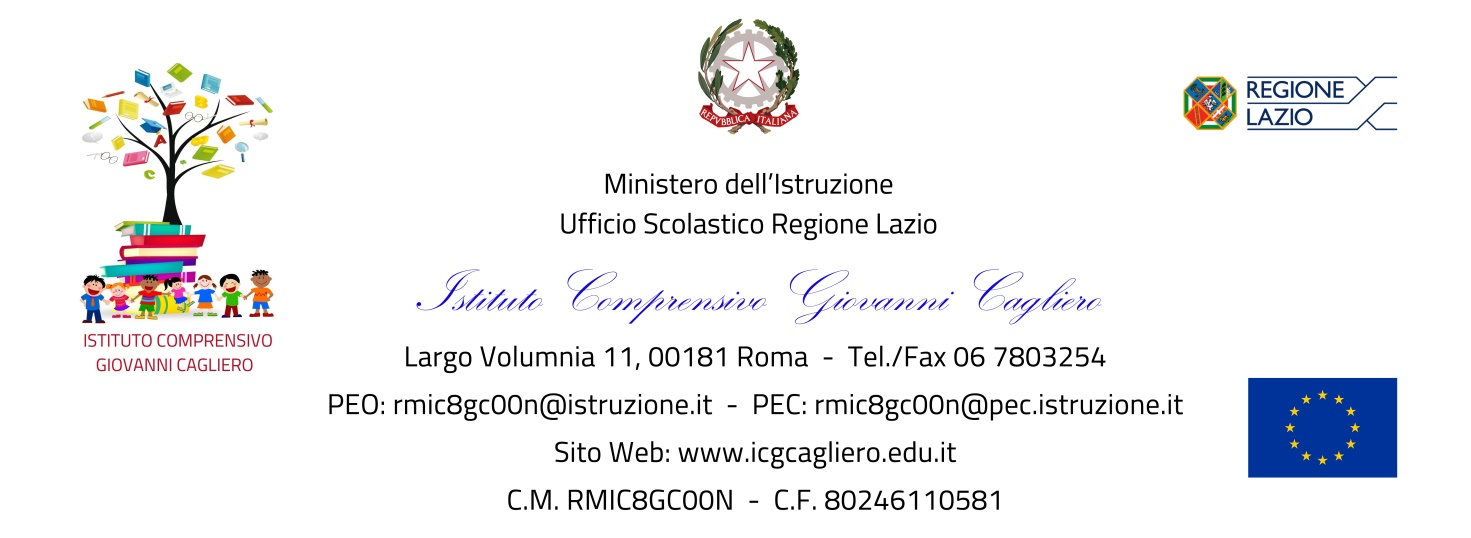 REPVBBLICA ITALIANA
REGIONE
LAZIO
Ministero dell’Istruzione
Ufficio Scolastico Regione Lazio
Istituto Comprensivo Giovanni Cagliero
ISTITUTO COMPRENSIVO
GIOVANNI CAGLIERO
Largo Volumnia 11, 00181 Roma - Tel./Fax 06 7803254
PEO: rmic8gc00n@istruzione.it - PEC: rmic8gc00n@pec.istruzione.it
Sito Web: www.icgcagliero.edu.it
C.M. RMIC8GC00N - C.F. 80246110581